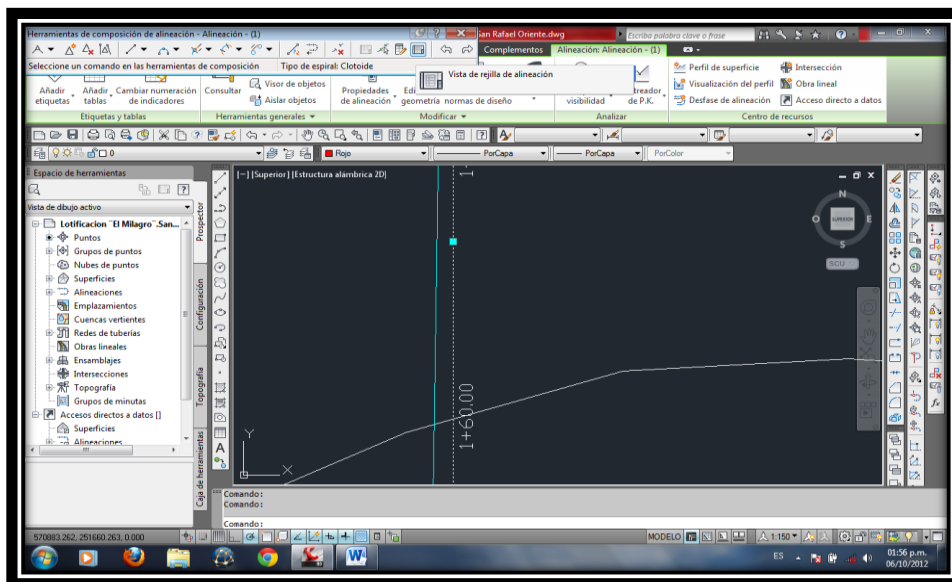 Herramientas de composición de alineación - Alineación - (1)
San Rafael Oriente.dwg
Escriba palabra clave o frase
Complementos
Alineación: Alineación - (1)
Seleccione un comando en las herramientas de composición
Tipo de espiral: Clotoide
Vista de rejilla de alineación
Añadir etiquetas
Añadir tablas
Cambiar numeración de indicadores
Consultar
Visor de objetos
Aislar objetos
Propiedades de alineación
geometría
normas de diseño
visibilidad
de P.K.
Perfil de superficie
Visualización del perfil
Desfase de alineación
Intersección
Obra lineal
Acceso directo a datos
Etiquetas y tablas
Herramientas generales
Modificar
Analizar
Centro de recursos
0
Rojo
PorCapa
PorCapa
PorColor
Espacio de herramientas
Vista de dibujo activo
Lotificacion ¨El Milagro¨.San...
Puntos
Grupos de puntos
Nubes de puntos
Superficies
Alineaciones
Emplazamientos
Cuencas vertientes
Redes de tuberías
Obras lineales
Ensamblajes
Intersecciones
Topografía
Grupos de minutas
Accesos directos a datos []
Superficies
Alineaciones
Prospector
Configuración
Topografía
Caja de herramientas
[-] [Superior] [Estructura alámbrica 2D]
N
O
SUPERIOR
E
S
SCU
1+60.00
Y
X
Comando:
Comando:
Comando:
570883.262, 251660.263, 0.000
MODELO
1:150
ES
01:56 p.m.
06/10/2012